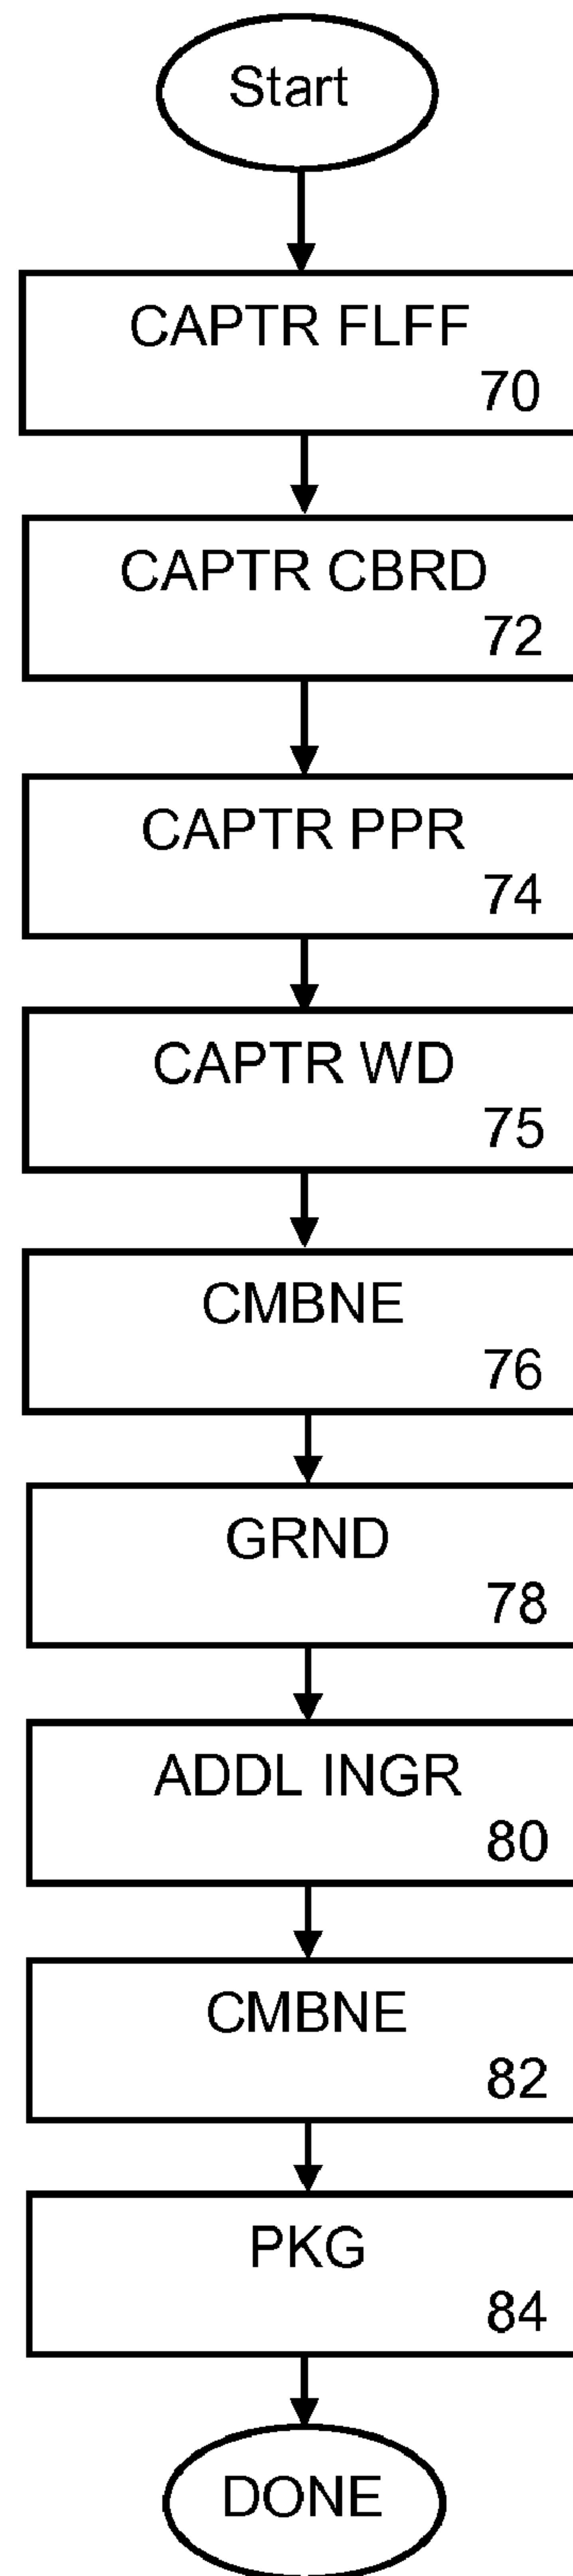 Start
CAPTR FLFF
70
CAPTR CBRD
72
CAPTR PPR
74
CAPTR WD
75
CMBNE
76
GRND
78
ADDL INGR
80
CMBNE
82
PKG
84
DONE